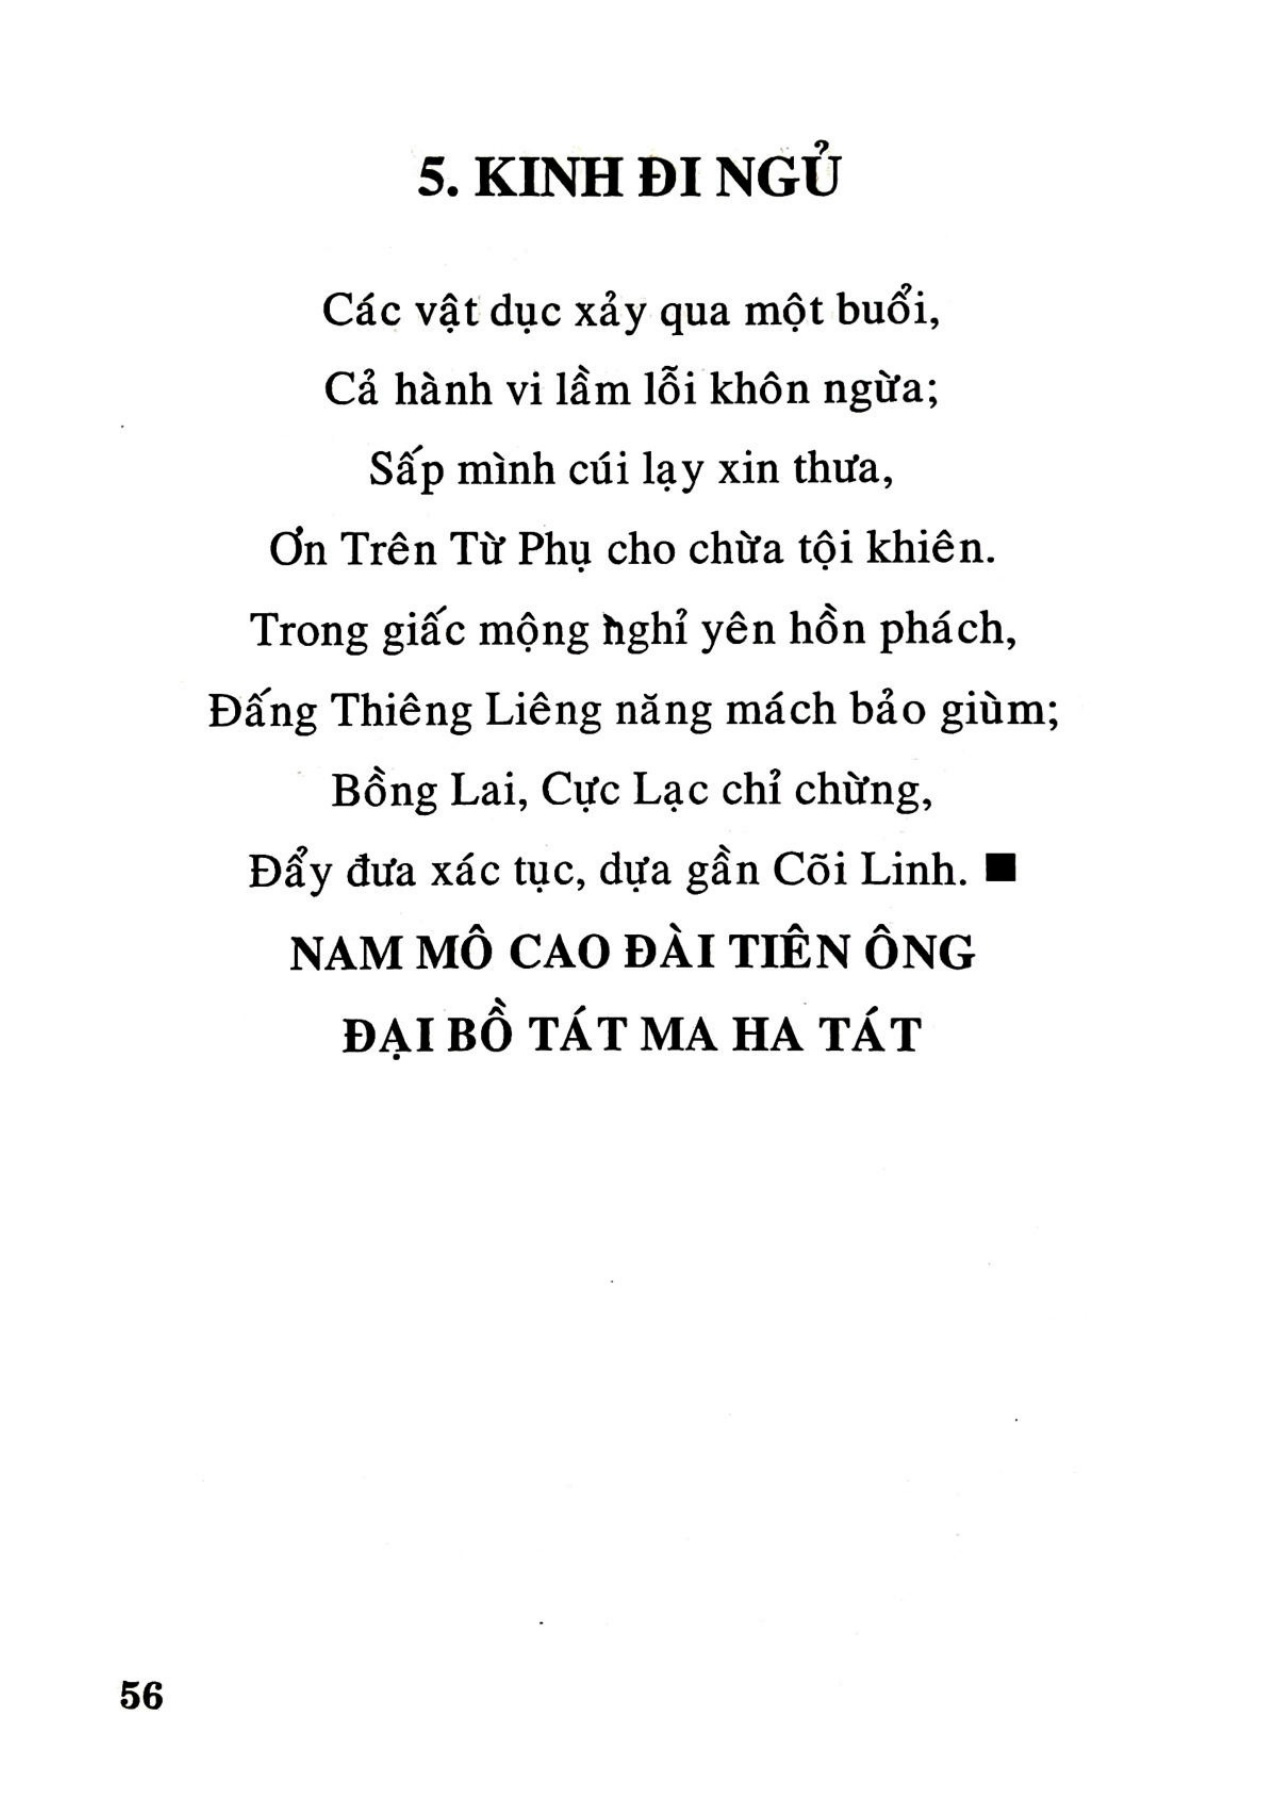 5. KINH ĐI NGỦ
Các vật dục xảy qua một buổi,
Cả hành vi lầm lỗi khôn ngừa;
Sấp mình cúi lạy xin thưa,
Ơn Trên Từ Phụ cho chừa tội khiên.
Trong giấc mộng nghỉ yên hồn phách,
Đấng Thiêng Liêng năng mách bảo giùm;
Bồng Lai, Cực Lạc chỉ chừng,
Đẩy đưa xác tục, dựa gần Cõi Linh. ■
NAM MÔ CAO ĐÀI TIÊN ÔNG
ĐẠI BỒ TÁT MA HA TÁT
56